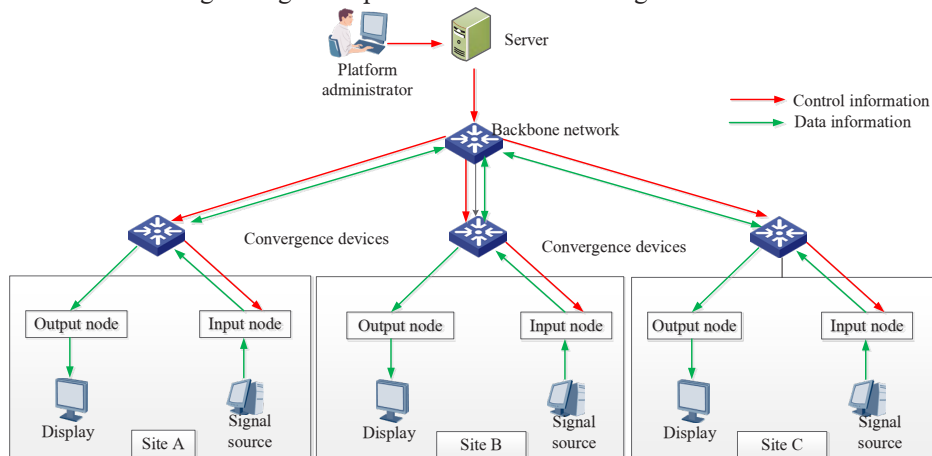 Server
Platform
administrator
Control information
Data information
Backbone network
Convergence devices
Convergence devices
Output node
Input node
Output node
Input node
Output node
Input node
Display
Signal
source
Site A
Display
Signal
source
Site B
Display
Signal
source
Site C